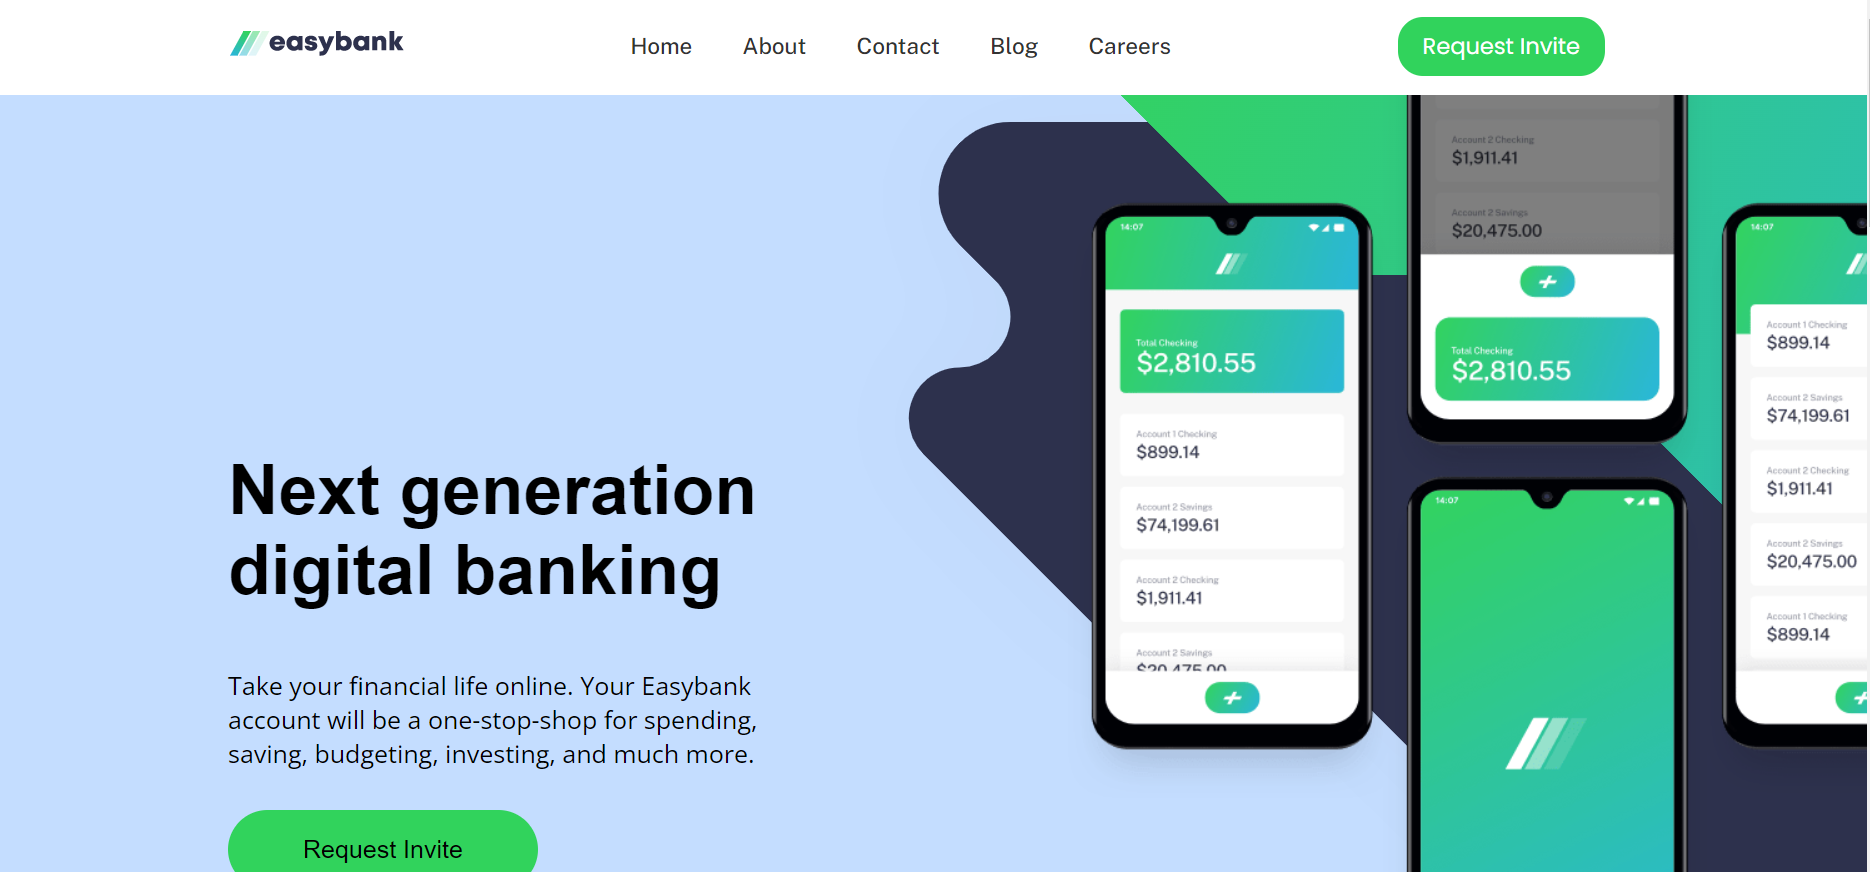 easybank
Home About Contact Blog Careers
Request Invite
Next generation
digital banking
Take your financial life online. Your Easybank
account will be a one-stop-shop for spending,
saving, budgeting, investing, and much more.
Request Invite
14:07
Total Checking
$2,810.55
Account 1 Checking
$899.14
Account 2 Savings
$74,199.61
Account 2 Checking
$1,911.41
Account 2 Savings
$20,475.00
Account 2 Checking
$1,911.41
Account 2 Savings
$20,475.00
Total Checking
$2,810.55
14:07
14:07
Account 1 Checking
$899.14
Account 2 Savings
$74,199.61
Account 2 Checking
$1,911.41
Account 2 Savings
$20,475.00
Account 1 Checking
$899.14